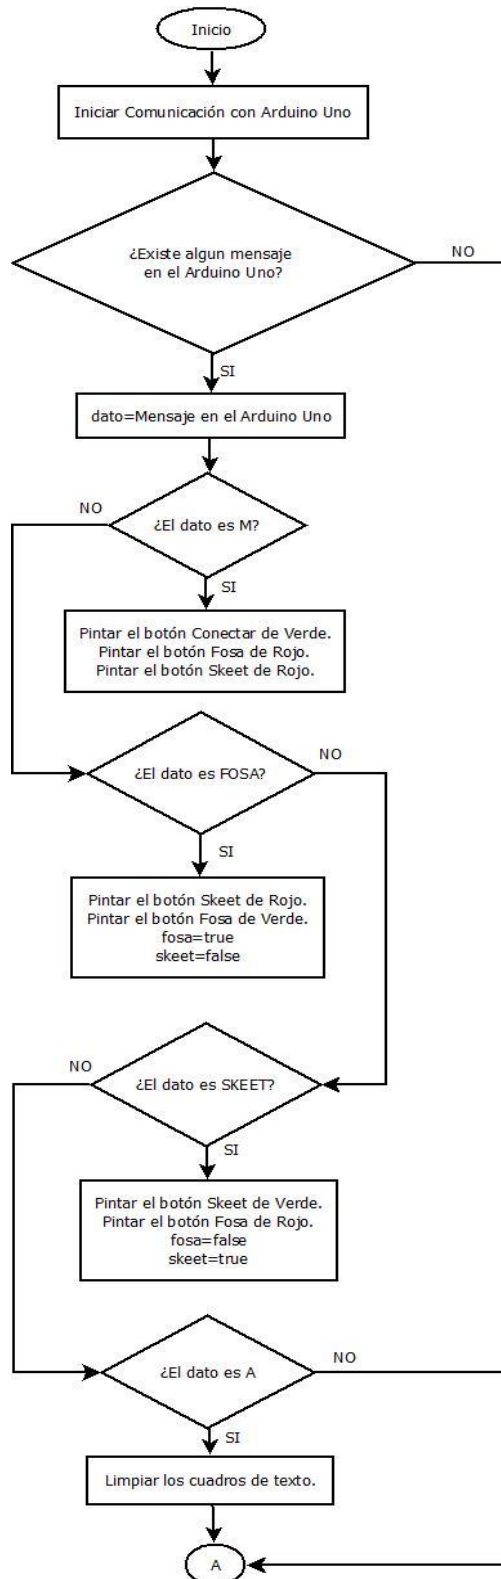 Inicio
Iniciar Comunicación con Arduino Uno
¿Existe algun mensaje
en el Arduino Uno?
NO
SI
dato=Mensaje en el Arduino Uno
NO
¿El dato es M?
SI
Pintar el botón Conectar de Verde.
Pintar el botón Fosa de Rojo.
Pintar el botón Skeet de Rojo.
¿El dato es FOSA?
NO
SI
Pintar el botón Skeet de Rojo.
Pintar el botón Fosa de Verde.
fosa=true
skeet=false
NO
¿El dato es SKEET?
SI
Pintar el botón Skeet de Verde.
Pintar el botón Fosa de Rojo.
fosa=false
skeet=true
¿El dato es A
NO
SI
Limpiar los cuadros de texto.
A